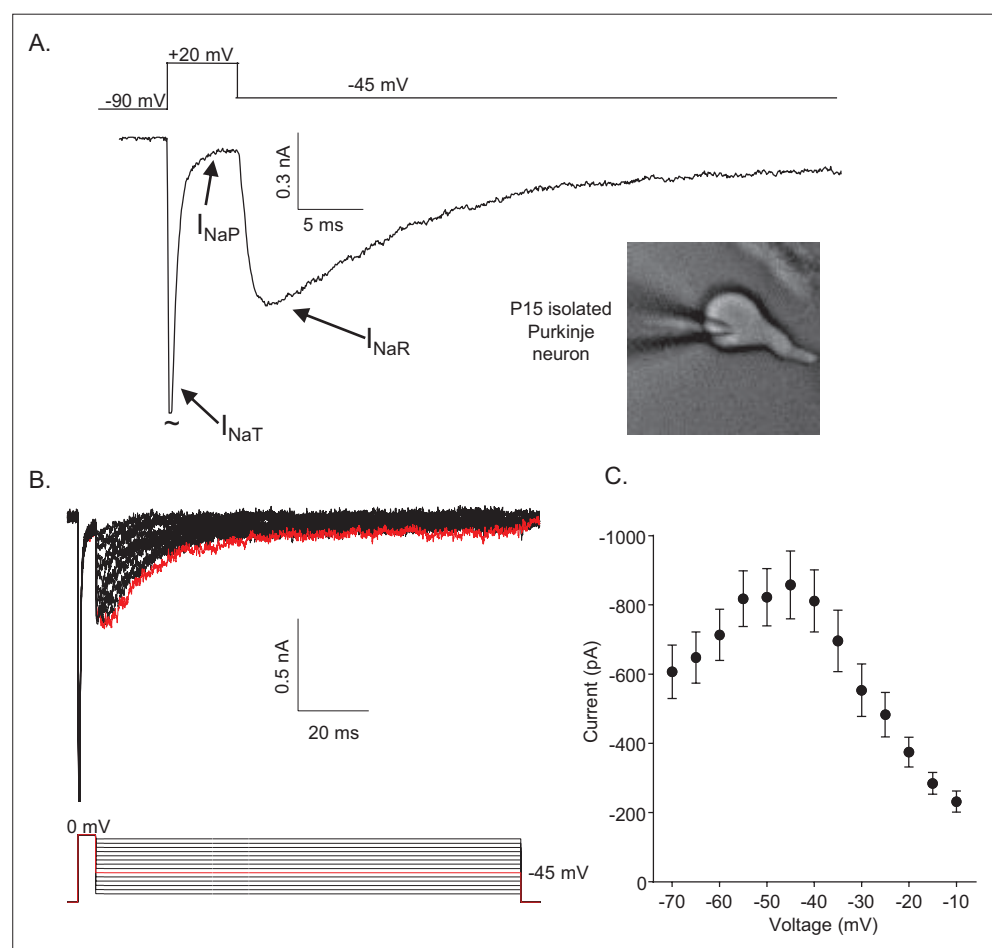 A.
+20 mV
-90 mV
-45 mV
0.3 nA
5 ms
INaP
INaR
INaT
~
P15 isolated
Purkinje
neuron
B.
0.5 nA
20 ms
0 mV
-45 mV
C.
-1000
-800
-600
-400
-200
0
Current (pA)
-70 -60 -50 -40 -30 -20 -10
Voltage (mV)